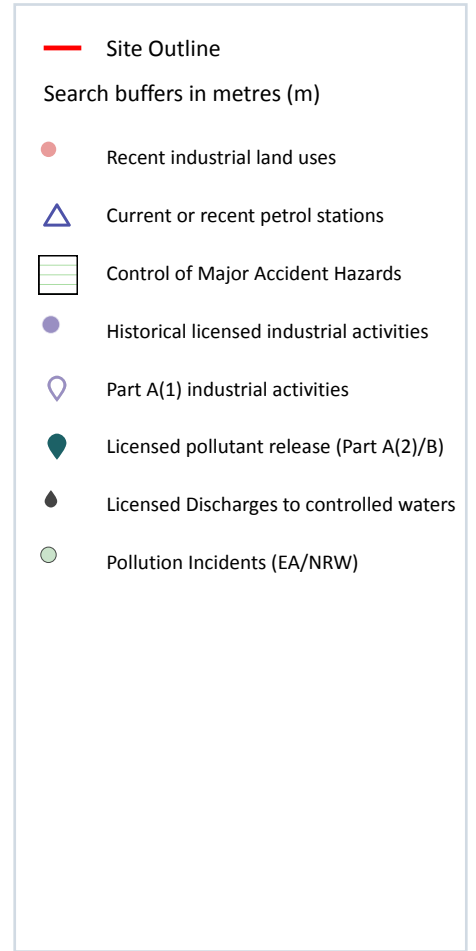 Site Outline
Search buffers in metres (m)
Recent industrial land uses
Current or recent petrol stations
Control of Major Accident Hazards
Historical licensed industrial activities
Part A(1) industrial activities
Licensed pollutant release (Part A(2)/B)
Licensed Discharges to controlled waters
Pollution Incidents (EA/NRW)